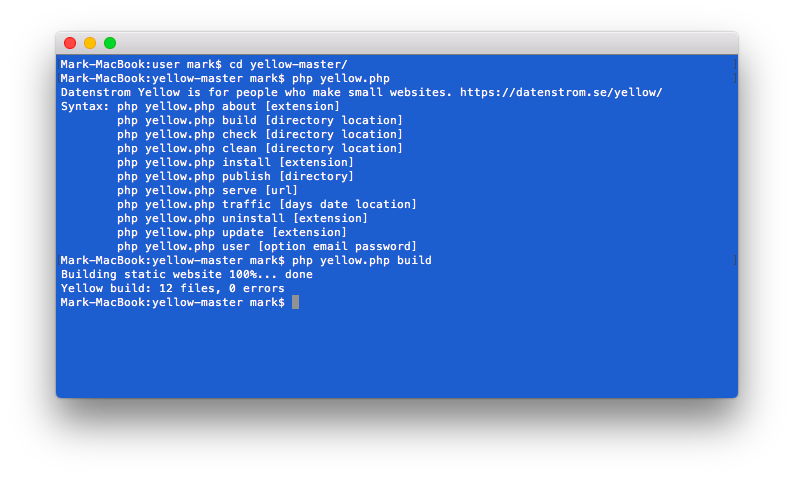 Mark-MacBook:user mark$ cd yellow-master/
Mark-MacBook:yellow-master mark$ php yellow.php
Datenstrom Yellow is for people who make small websites. https://datenstrom.se/yellow/
Syntax: php yellow.php about [extension]
        php yellow.php build [directory location]
        php yellow.php check [directory location]
        php yellow.php clean [directory location]
        php yellow.php install [extension]
        php yellow.php publish [directory]
        php yellow.php serve [url]
        php yellow.php traffic [days date location]
        php yellow.php uninstall [extension]
        php yellow.php update [extension]
        php yellow.php user [option email password]
Mark-MacBook:yellow-master mark$ php yellow.php build
Building static website 100%... done
Yellow build: 12 files, 0 errors
Mark-MacBook:yellow-master mark$